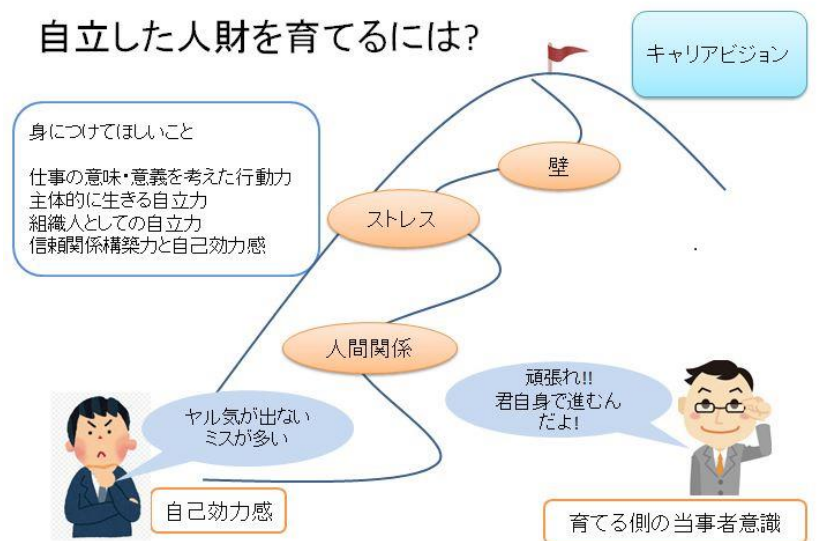 自立した人財を育てるには?
キャリアビジョン
身につけてほしいこと
仕事の意味・意義を考えた行動力
主体的に生きる自立力
組織人としての自立力
信頼関係構築力と自己効力感
壁
ストレス
人間関係
ヤル気が出ない
ミスが多い
頑張れ!!
君自身で進むん
だよ!
自己効力感
育てる側の当事者意識